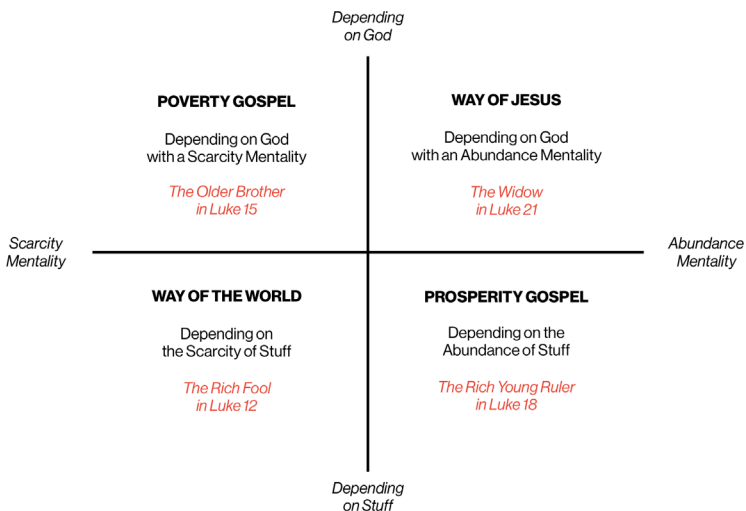 Depending
on God
POVERTY GOSPEL
Depending on God
with a Scarcity Mentality
The Older Brother
in Luke 15
WAY OF JESUS
Depending on God
with an Abundance Mentality
The Widow
in Luke 21
Scarcity
Mentality
Abundance
Mentality
WAY OF THE WORLD
Depending on
the Scarcity of Stuff
The Rich Fool
in Luke 12
PROSPERITY GOSPEL
Depending on the
Abundance of Stuff
The Rich Young Ruler
in Luke 18
Depending
on Stuff